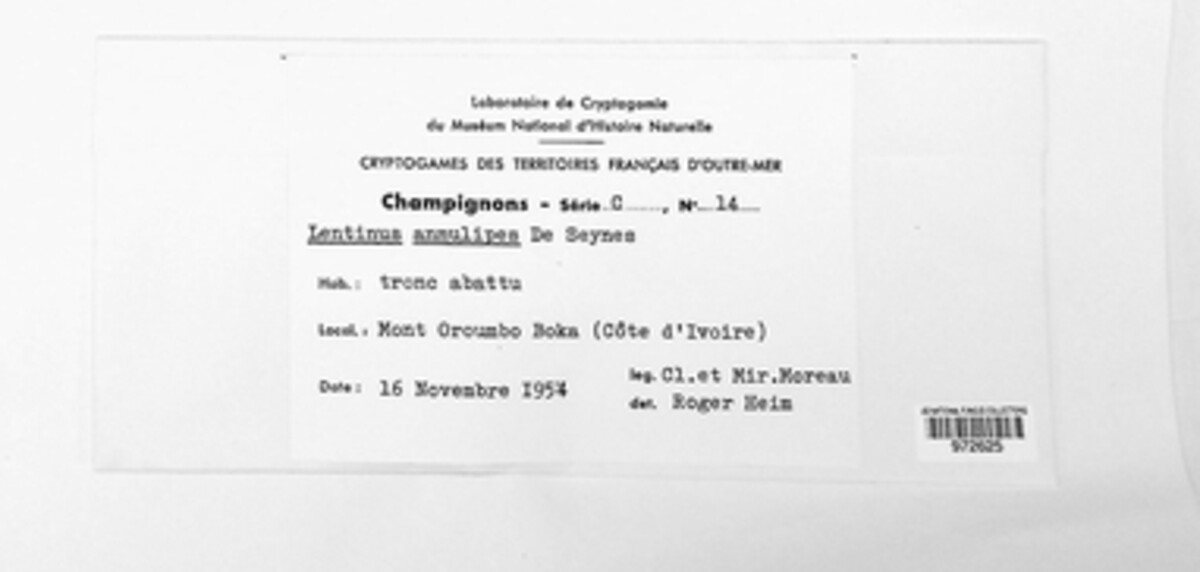 Laboratoire de Cryptogamie
du Muséum National d'Histoire Naturelle
CRYPTOGAMES DES TERRITOIRES FRANÇAIS D'OUTRE-MER
Champignons - Série C , N° 14
Lentinus annulipes De Seynes
Hab. : tronc abattu
Local. : Mont Oroumbo Boka (Côte d'Ivoire)
Date : 16 Novembre 1954
leg. Cl.et Mir.Moreau
det. Roger Heim
972625